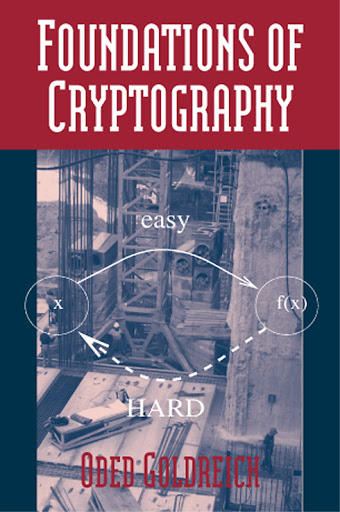 FOUNDATIONS OF
CRYPTOGRAPHY
easy
x
f(x)
HARD
ODED GOLDREICH